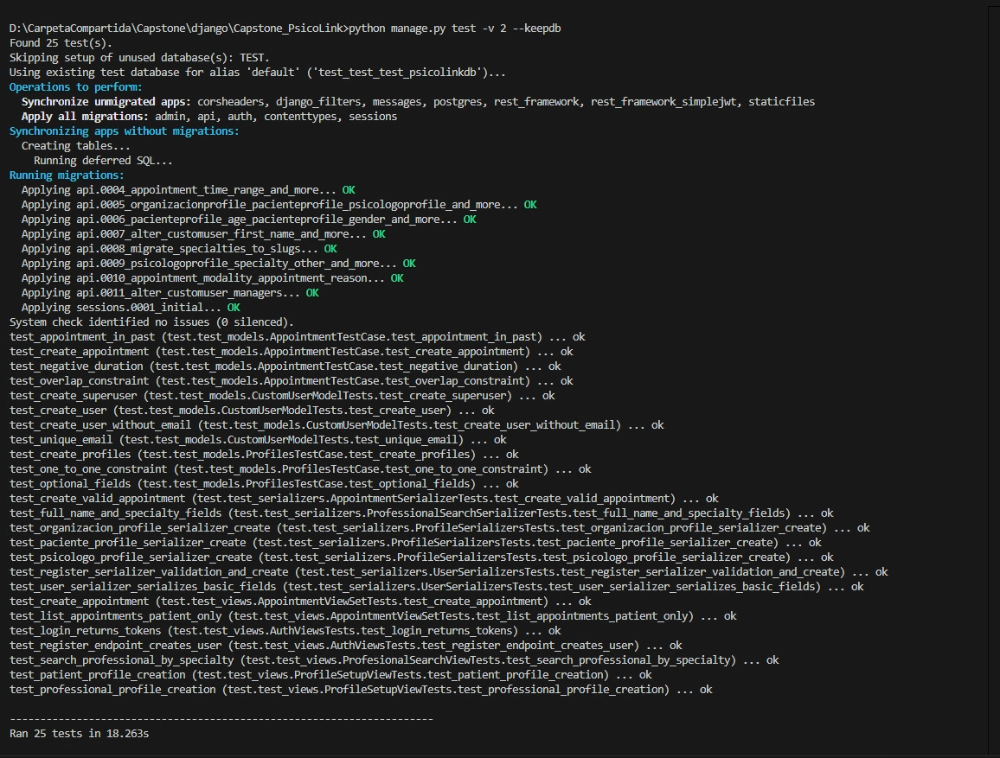 D:\CarpetaCompartida\Capstone\django\Capstone_PsicoLink>python manage.py test -v 2 --keepdb
Found 25 test(s).
Skipping setup of unused database(s): TEST.
Using existing test database for alias 'default' ('test_test_test_psicolinkdb')...
Operations to perform:
  Synchronize unmigrated apps: corsheaders, django_filters, messages, postgres, rest_framework, rest_framework_simplejwt, staticfiles
  Apply all migrations: admin, api, auth, contenttypes, sessions
Synchronizing apps without migrations:
  Creating tables...
    Running deferred SQL...
Running migrations:
  Applying api.0004_appointment_time_range_and_more... OK
  Applying api.0005_organizacionprofile_pacienteprofile_psicologoprofile_and_more... OK
  Applying api.0006_pacienteprofile_age_pacienteprofile_gender_and_more... OK
  Applying api.0007_alter_customuser_first_name_and_more... OK
  Applying api.0008_migrate_specialties_to_slugs... OK
  Applying api.0009_psicologoprofile_specialty_other_and_more... OK
  Applying api.0010_appointment_modality_appointment_reason... OK
  Applying api.0011_alter_customuser_managers... OK
  Applying sessions.0001_initial... OK
System check identified no issues (0 silenced).
test_appointment_in_past (test.test_models.AppointmentTestCase.test_appointment_in_past) ... ok
test_create_appointment (test.test_models.AppointmentTestCase.test_create_appointment) ... ok
test_negative_duration (test.test_models.AppointmentTestCase.test_negative_duration) ... ok
test_overlap_constraint (test.test_models.AppointmentTestCase.test_overlap_constraint) ... ok
test_create_superuser (test.test_models.CustomUserModelTests.test_create_superuser) ... ok
test_create_user (test.test_models.CustomUserModelTests.test_create_user) ... ok
test_create_user_without_email (test.test_models.CustomUserModelTests.test_create_user_without_email) ... ok
test_unique_email (test.test_models.CustomUserModelTests.test_unique_email) ... ok
test_create_profiles (test.test_models.ProfilesTestCase.test_create_profiles) ... ok
test_one_to_one_constraint (test.test_models.ProfilesTestCase.test_one_to_one_constraint) ... ok
test_optional_fields (test.test_models.ProfilesTestCase.test_optional_fields) ... ok
test_create_valid_appointment (test.test_serializers.AppointmentSerializerTests.test_create_valid_appointment) ... ok
test_full_name_and_specialty_fields (test.test_serializers.ProfessionalSearchSerializerTests.test_full_name_and_specialty_fields) ... ok
test_organizacion_profile_serializer_create (test.test_serializers.ProfileSerializersTests.test_organizacion_profile_serializer_create) ... ok
test_paciente_profile_serializer_create (test.test_serializers.ProfileSerializersTests.test_paciente_profile_serializer_create) ... ok
test_psicologo_profile_serializer_create (test.test_serializers.ProfileSerializersTests.test_psicologo_profile_serializer_create) ... ok
test_register_serializer_validation_and_create (test.test_serializers.UserSerializersTests.test_register_serializer_validation_and_create) ... ok
test_user_serializer_serializes_basic_fields (test.test_serializers.UserSerializersTests.test_user_serializer_serializes_basic_fields) ... ok
test_create_appointment (test.test_views.AppointmentViewSetTests.test_create_appointment) ... ok
test_list_appointments_patient_only (test.test_views.AppointmentViewSetTests.test_list_appointments_patient_only) ... ok
test_login_returns_tokens (test.test_views.AuthViewsTests.test_login_returns_tokens) ... ok
test_register_endpoint_creates_user (test.test_views.AuthViewsTests.test_register_endpoint_creates_user) ... ok
test_search_professional_by_specialty (test.test_views.ProfesionalSearchViewTests.test_search_professional_by_specialty) ... ok
test_patient_profile_creation (test.test_views.ProfileSetupViewTests.test_patient_profile_creation) ... ok
test_professional_profile_creation (test.test_views.ProfileSetupViewTests.test_professional_profile_creation) ... ok
----------------------------------------------------------------------
Ran 25 tests in 18.263s